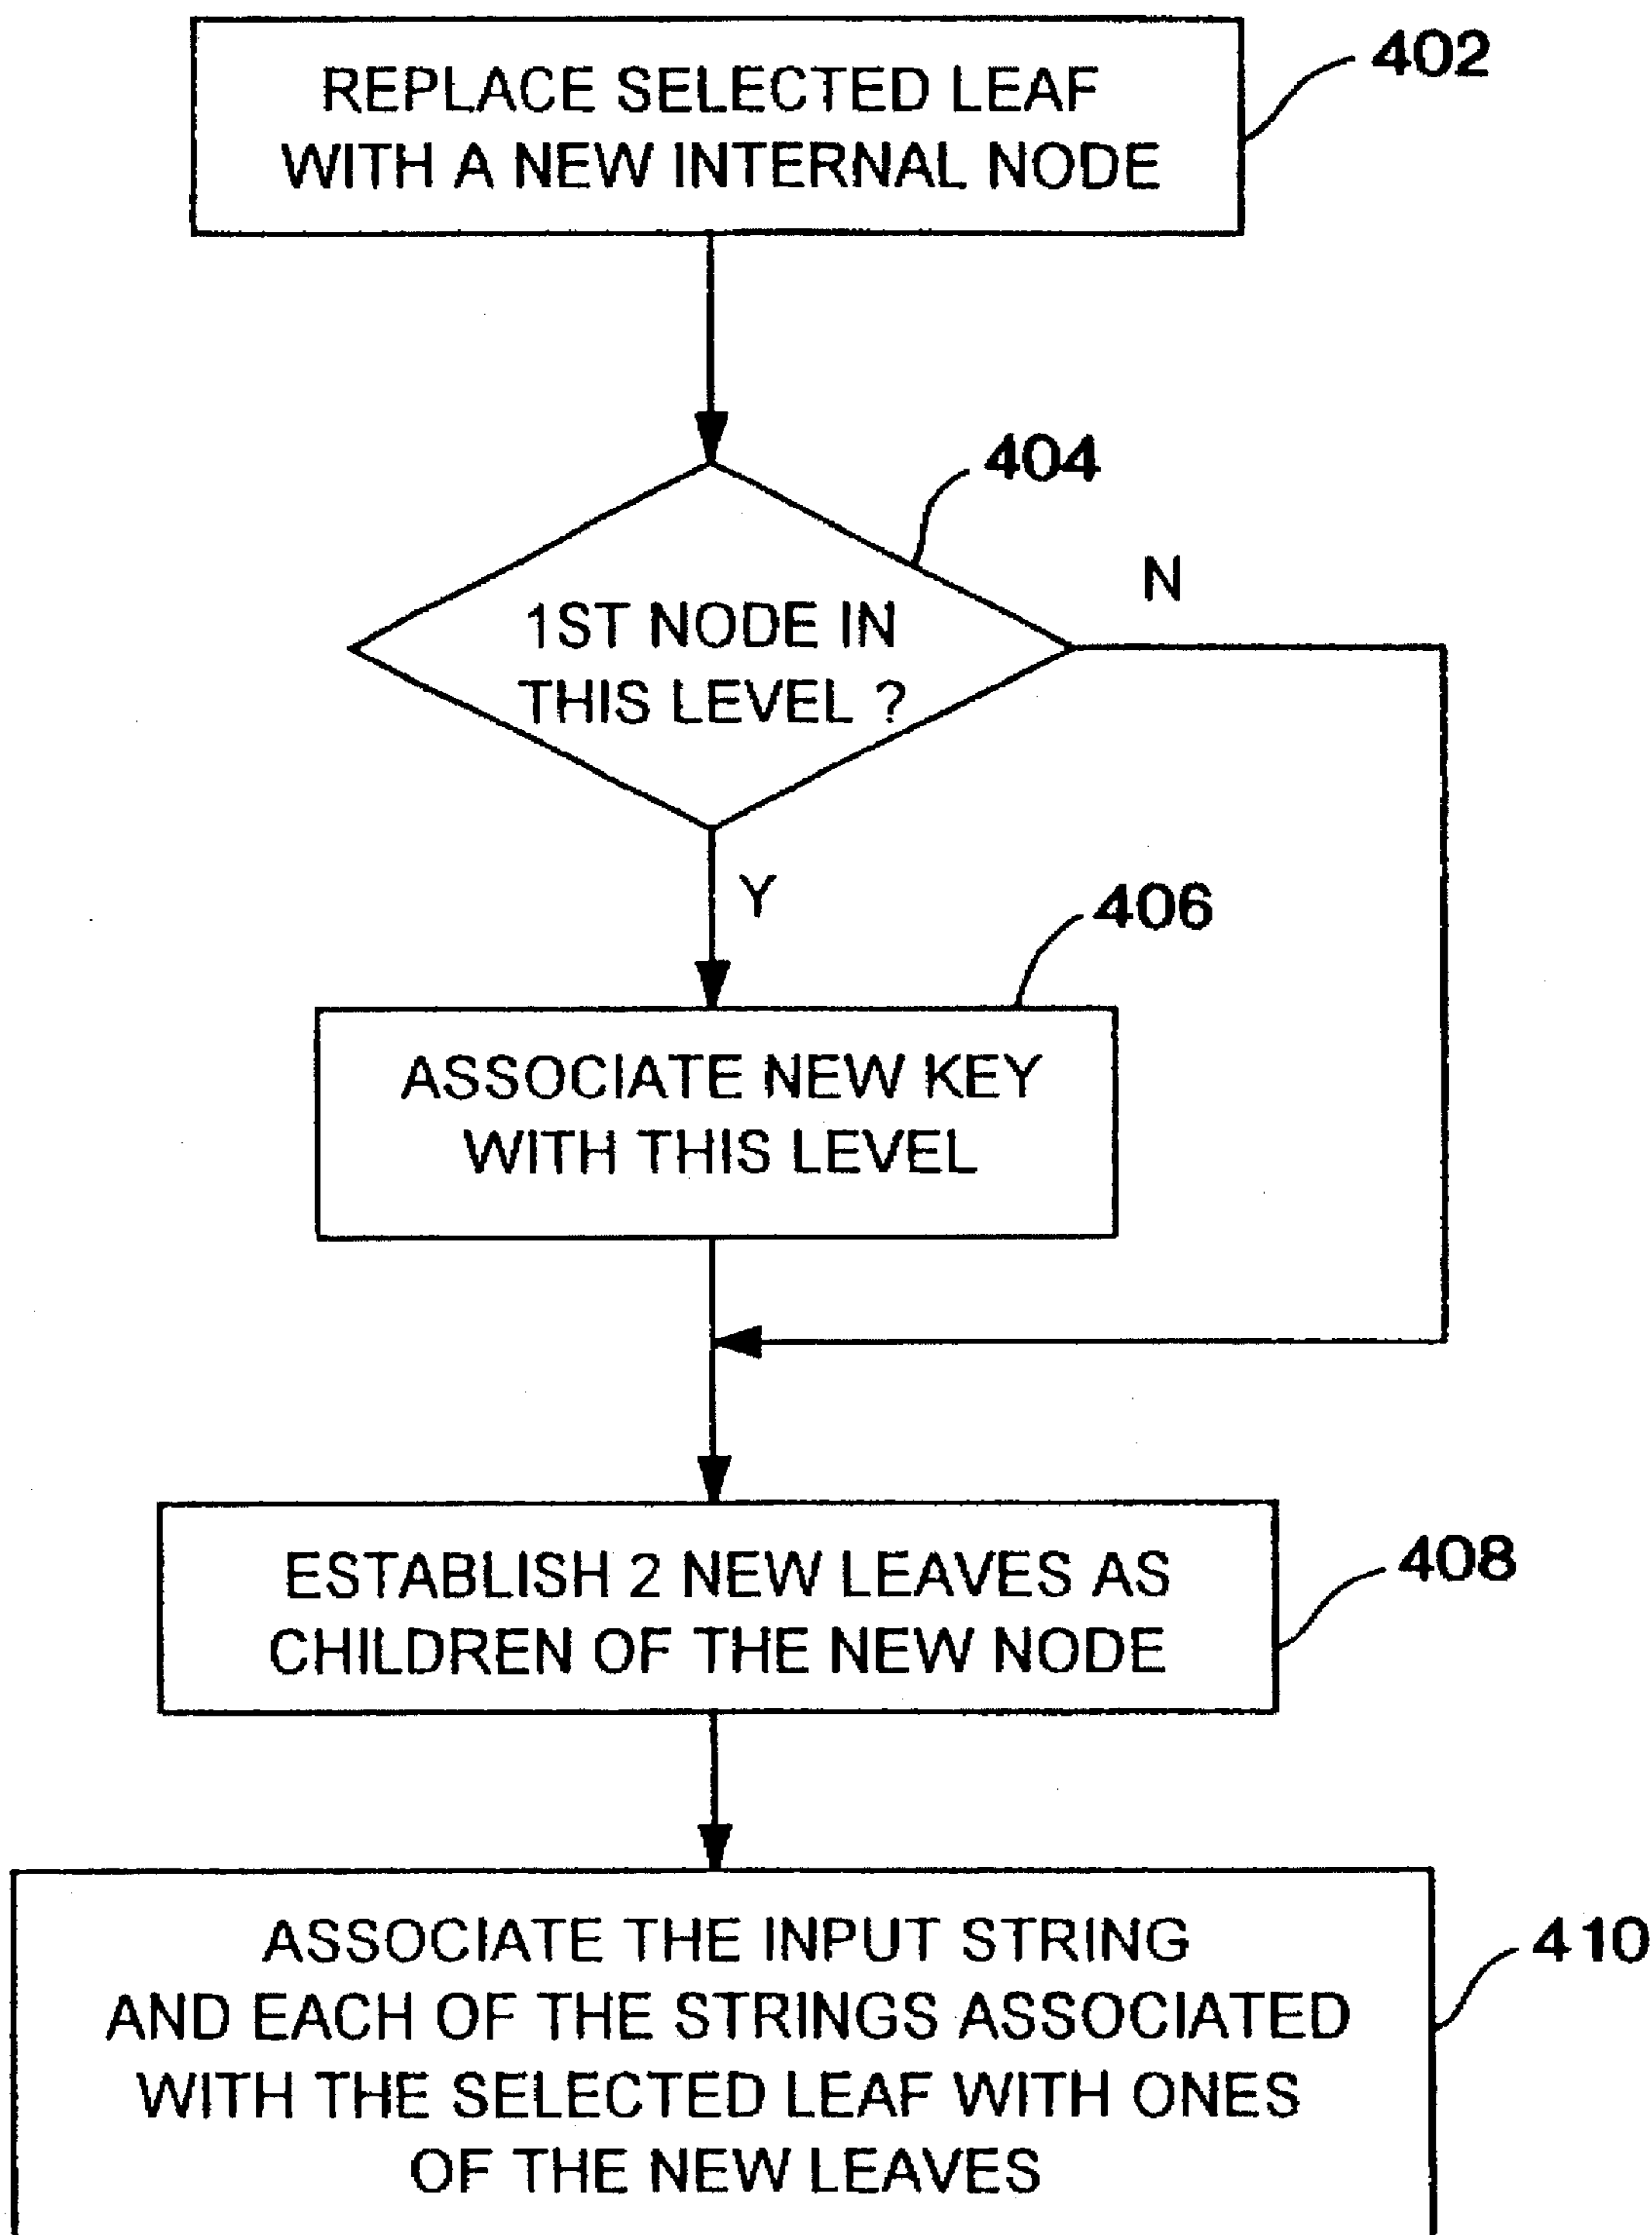 REPLACE SELECTED LEAF
WITH A NEW INTERNAL NODE
402
404
1ST NODE IN
THIS LEVEL ?
N
Y
406
ASSOCIATE NEW KEY
WITH THIS LEVEL
ESTABLISH 2 NEW LEAVES AS
CHILDREN OF THE NEW NODE
408
ASSOCIATE THE INPUT STRING
AND EACH OF THE STRINGS ASSOCIATED
WITH THE SELECTED LEAF WITH ONES
OF THE NEW LEAVES
410